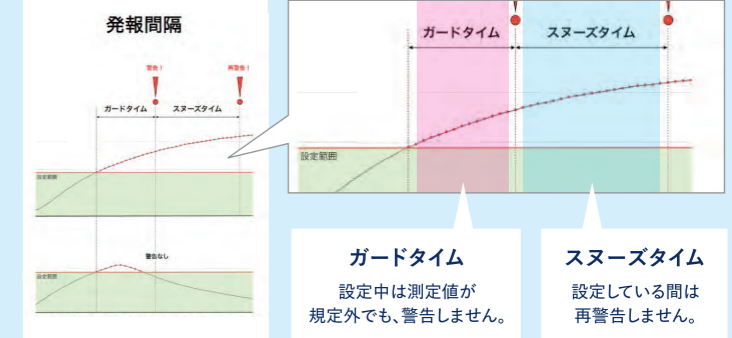 発報間隔
警告！
再警告！
ガードタイム
スヌーズタイム
設定範囲
警告なし
設定範囲
ガードタイム
スヌーズタイム
設定範囲
ガードタイム
設定中は測定値が
規定外でも、警告しません。
スヌーズタイム
設定している間は
再警告しません。